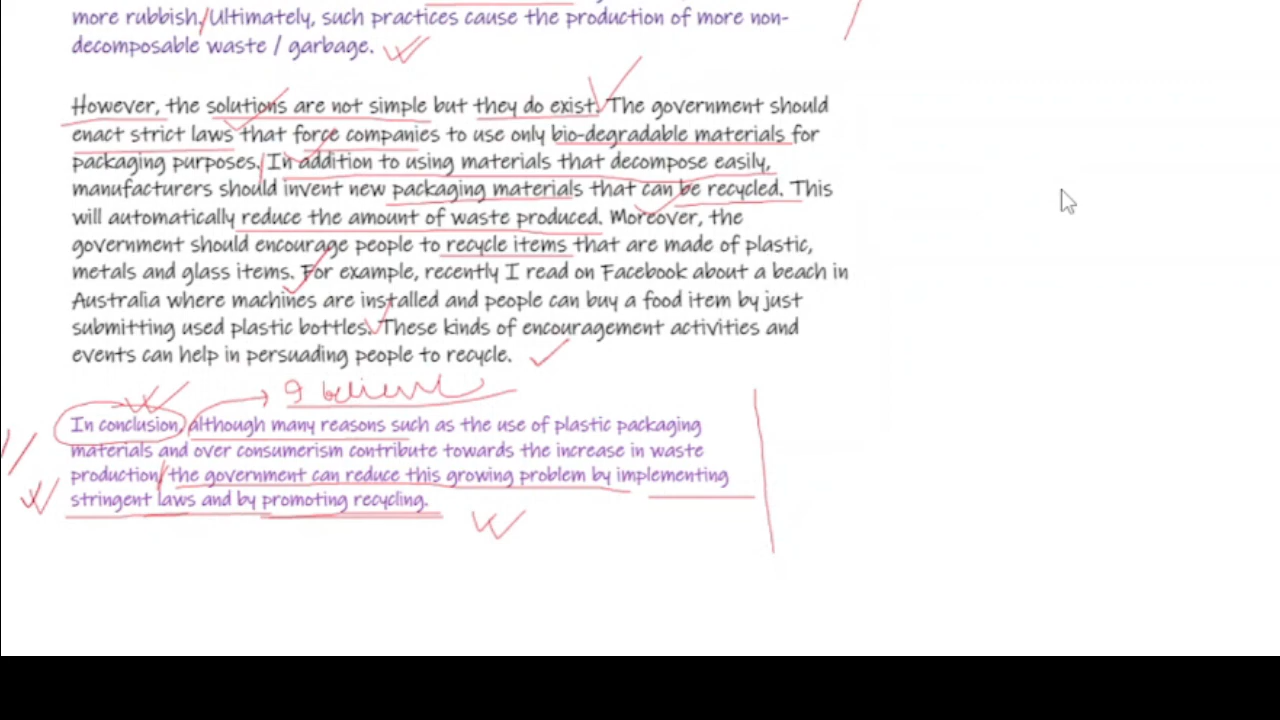 more rubbish. Ultimately, such practices cause the production of more non-
decomposable waste / garbage.
However, the solutions are not simple but they do exist. The government should
enact strict laws that force companies to use only bio-degradable materials for
packaging purposes. In addition to using materials that decompose easily,
manufacturers should invent new packaging materials that can be recycled. This
will automatically reduce the amount of waste produced. Moreover, the
government should encourage people to recycle items that are made of plastic,
metals and glass items. For example, recently I read on Facebook about a beach in
Australia where machines are installed and people can buy a food item by just
submitting used plastic bottles. These kinds of encouragement activities and
events can help in persuading people to recycle.
I believe
In conclusion, although many reasons such as the use of plastic packaging
materials and over consumerism contribute towards the increase in waste
production, the government can reduce this growing problem by implementing
stringent laws and by promoting recycling.